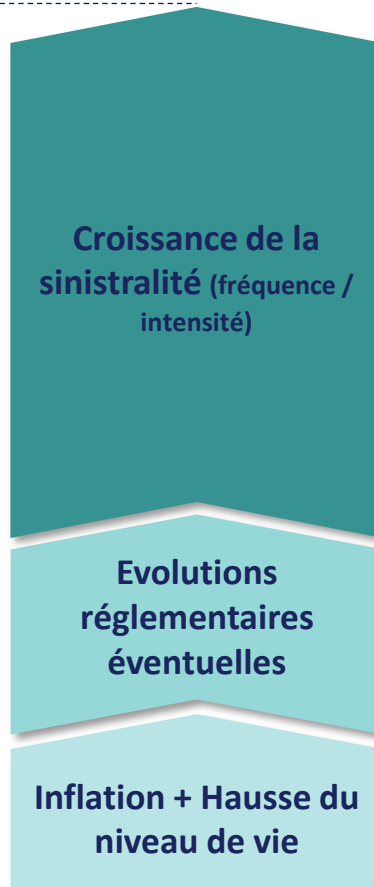 Croissance de la
sinistralité (fréquence /
intensité)
Evolutions
réglementaires
éventuelles
Inflation + Hausse du
niveau de vie